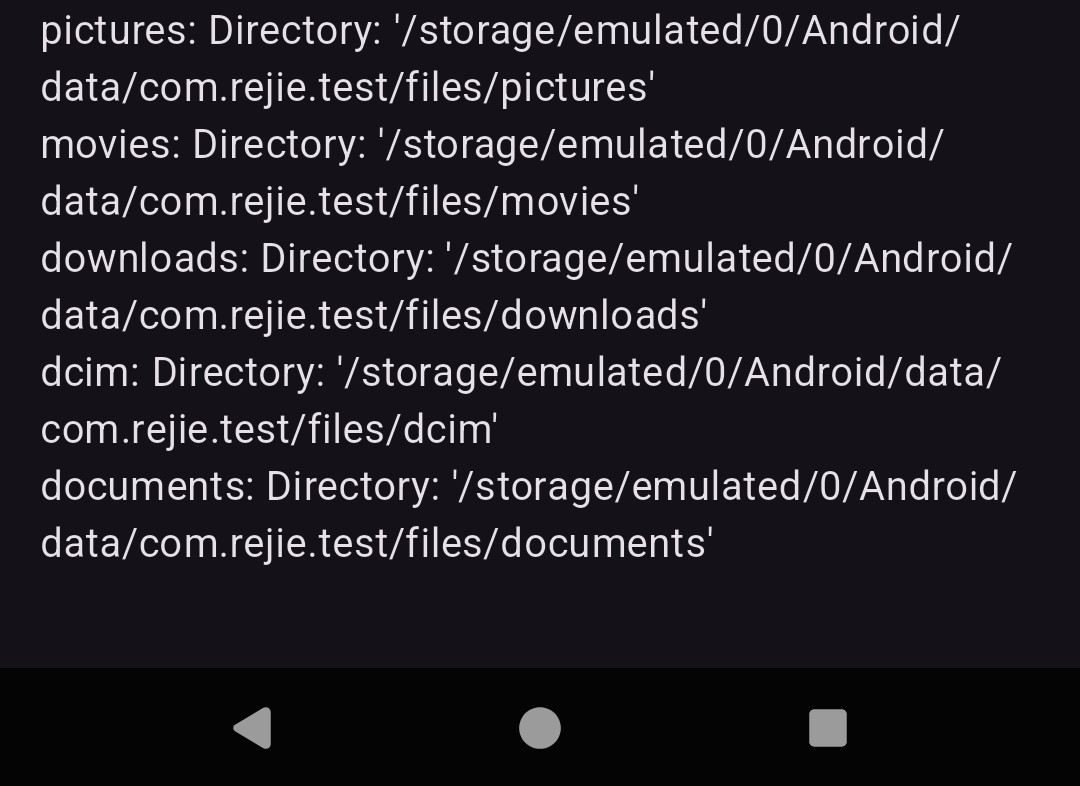 pictures: Directory: '/storage/emulated/0/Android/
data/com.rejie.test/files/pictures'
movies: Directory: '/storage/emulated/0/Android/
data/com.rejie.test/files/movies'
downloads: Directory: '/storage/emulated/0/Android/
data/com.rejie.test/files/downloads'
dcim: Directory: '/storage/emulated/0/Android/data/
com.rejie.test/files/dcim'
documents: Directory: '/storage/emulated/0/Android/
data/com.rejie.test/files/documents'